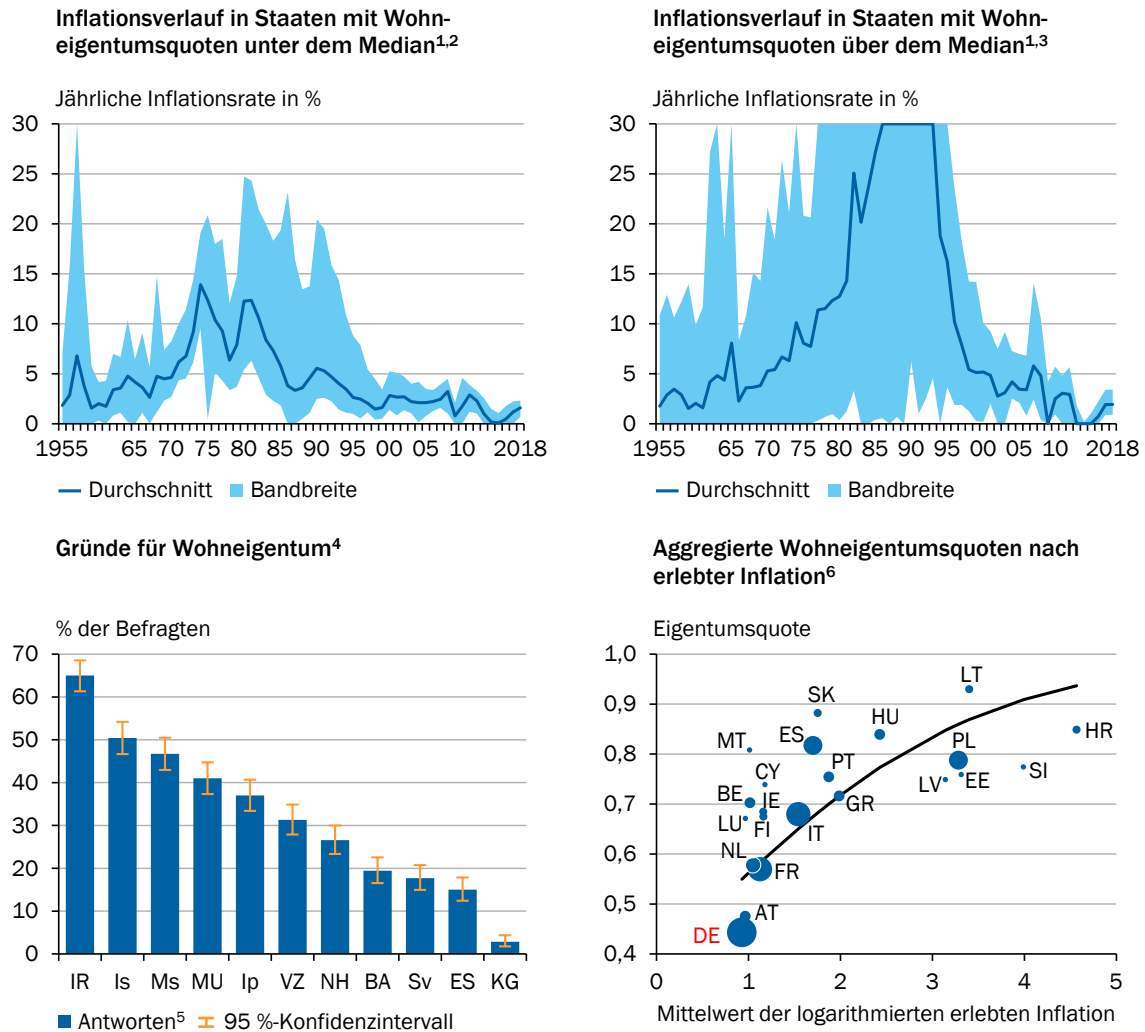 Inflationsverlauf in Staaten mit Wohn-
eigentumsquoten unter dem Median1,2
Jährliche Inflationsrate in %
30
25
20
15
10
5
0
1955 65 70 75 80 85 90 95 00 05 10 2018
Durchschnitt Bandbreite
Inflationsverlauf in Staaten mit Wohn-
eigentumsquoten über dem Median1,3
Jährliche Inflationsrate in %
30
25
20
15
10
5
0
1955 65 70 75 80 85 90 95 00 05 10 2018
Durchschnitt Bandbreite
Gründe für Wohneigentum4
% der Befragten
70
60
50
40
30
20
10
0
IR Is Ms MU Ip VZ NH BA Sv ES KG
Antworten5 95 %-Konfidenzintervall
Aggregierte Wohneigentumsquoten nach
erlebter Inflation6
Eigentumsquote
1,0
0,9
0,8
0,7
0,6
0,5
0,4
LT
SK
HU
HR
ES
MT
PL
PT
SI
CY
EE
LV
BE
IE
GR
LU
FI
IT
NL
FR
AT
DE
0 1 2 3 4 5
Mittelwert der logarithmierten erlebten Inflation